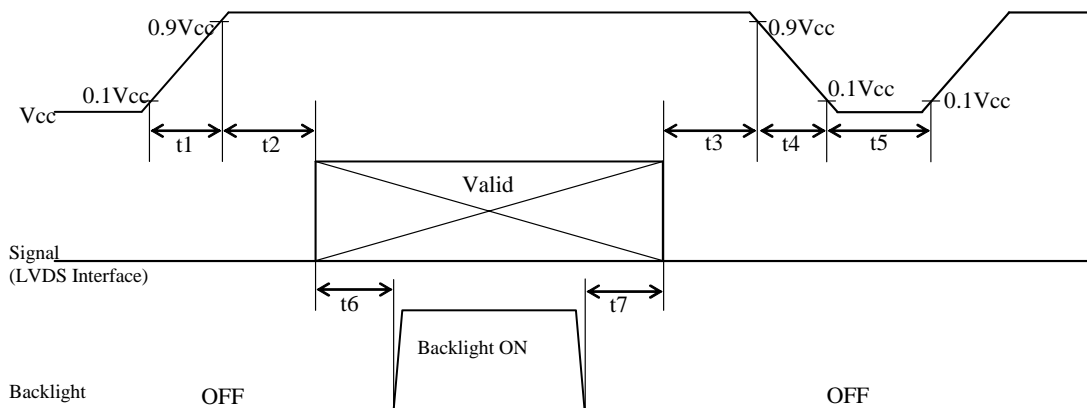 0.9Vcc
0.9Vcc
0.1Vcc
0.1Vcc
0.1Vcc
Vcc
t1
t2
t3
t4
t5
Valid
Signal
(LVDS Interface)
t6
t7
Backlight ON
Backlight
OFF
OFF